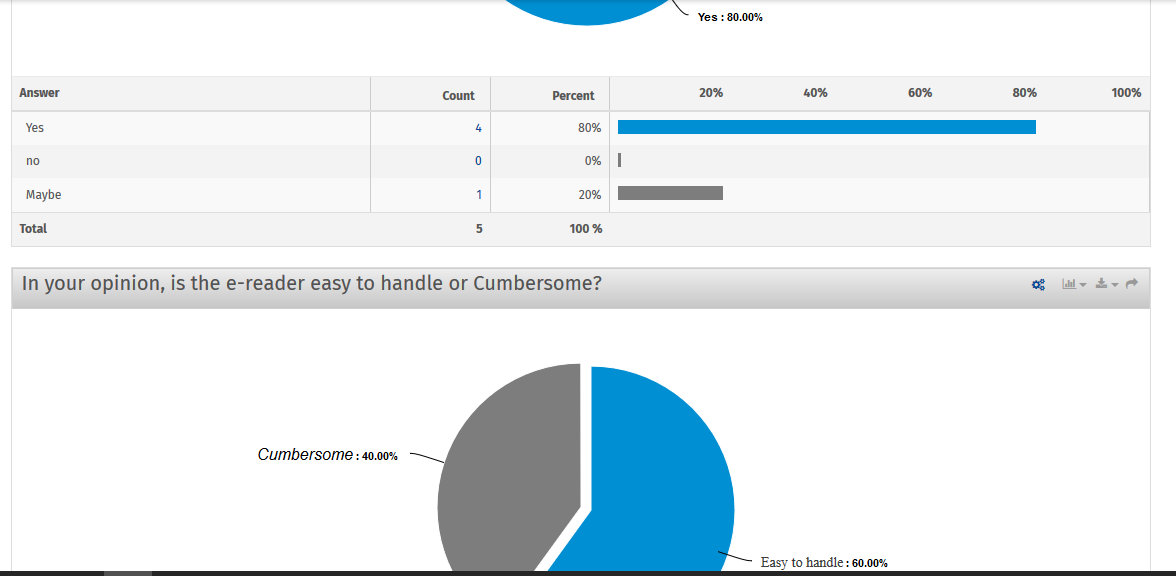 Yes : 80.00%
Answer Count Percent 20% 40% 60% 80% 100%
Yes 4 80%
no 0 0%
Maybe 1 20%
Total 5 100 %
In your opinion, is the e-reader easy to handle or Cumbersome?
Cumbersome : 40.00%
Easy to handle : 60.00%